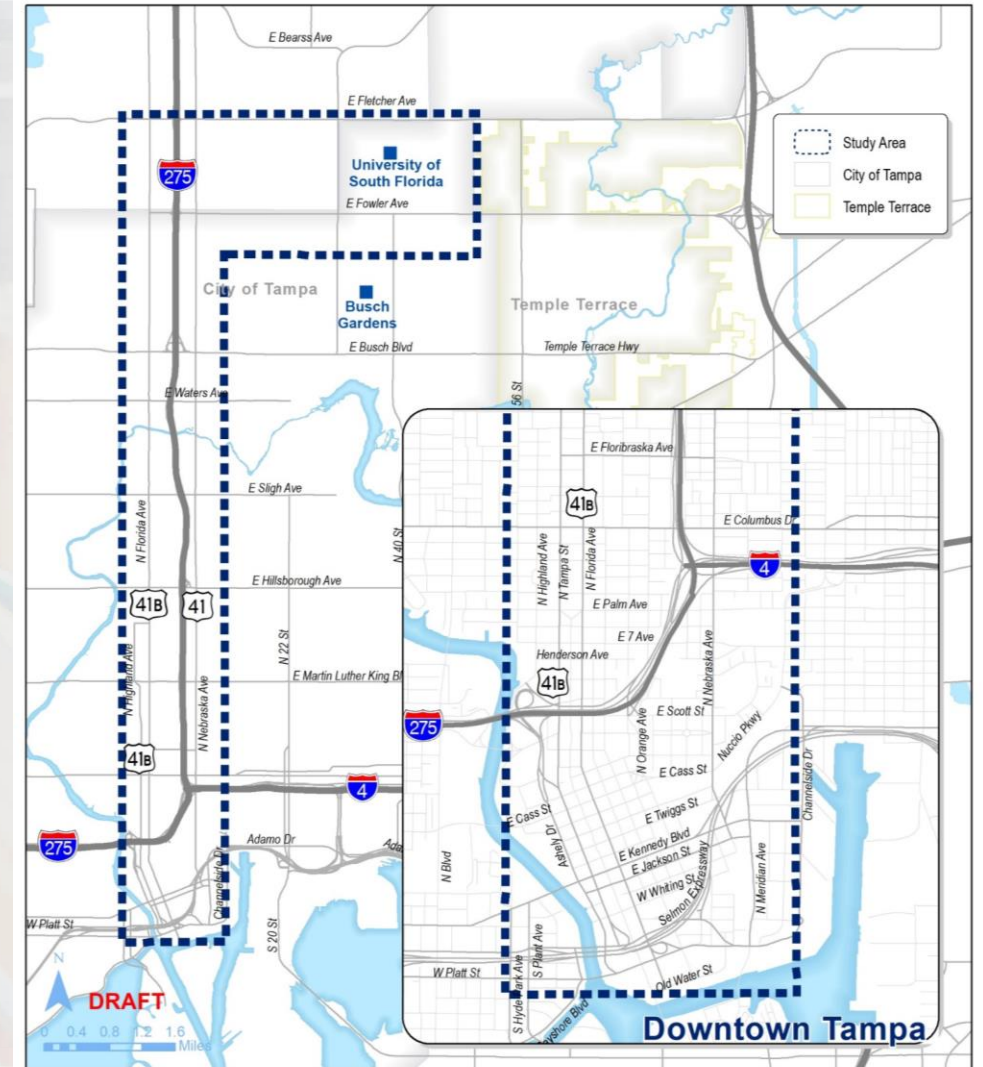 E Bearss Ave
E Fletcher Ave
275
University of
South Florida
E Fowler Ave
Study Area
City of Tampa
Temple Terrace
City of Tampa
Busch
Gardens
Temple Terrace
E Busch Blvd
Temple Terrace Hwy
E Waters Ave
56 St
E Sligh Ave
N Florida Ave
N 40 St
E Hillsborough Ave
41B
41
N 22 St
E Martin Luther King Bl
N Highland Ave
N Nebraska Ave
41B
4
275
Adamo Dr
Ada
Channelside Dr
W Platt St
S 20 St
N
DRAFT
0 0.4 0.8 1.2 1.6
Miles
E Floribraska Ave
41B
E Columbus Dr
N Highland Ave
N Tampa St
N Florida Ave
4
E Palm Ave
E 7 Ave
Henderson Ave
N Nebraska Ave
41B
275
E Scott St
N Orange Ave
Nuccio Pkwy
E Cass St
Channelside Dr
E Cass St
E Twiggs St
Ashely Dr
E Kennedy Blvd
E Jackson St
N Blvd
W Whiting St
Selmon Expressway
N Meridian Ave
S Plant Ave
W Platt St
Old Water St
S Hyde Park Ave
ayshore Blvd
Downtown Tampa